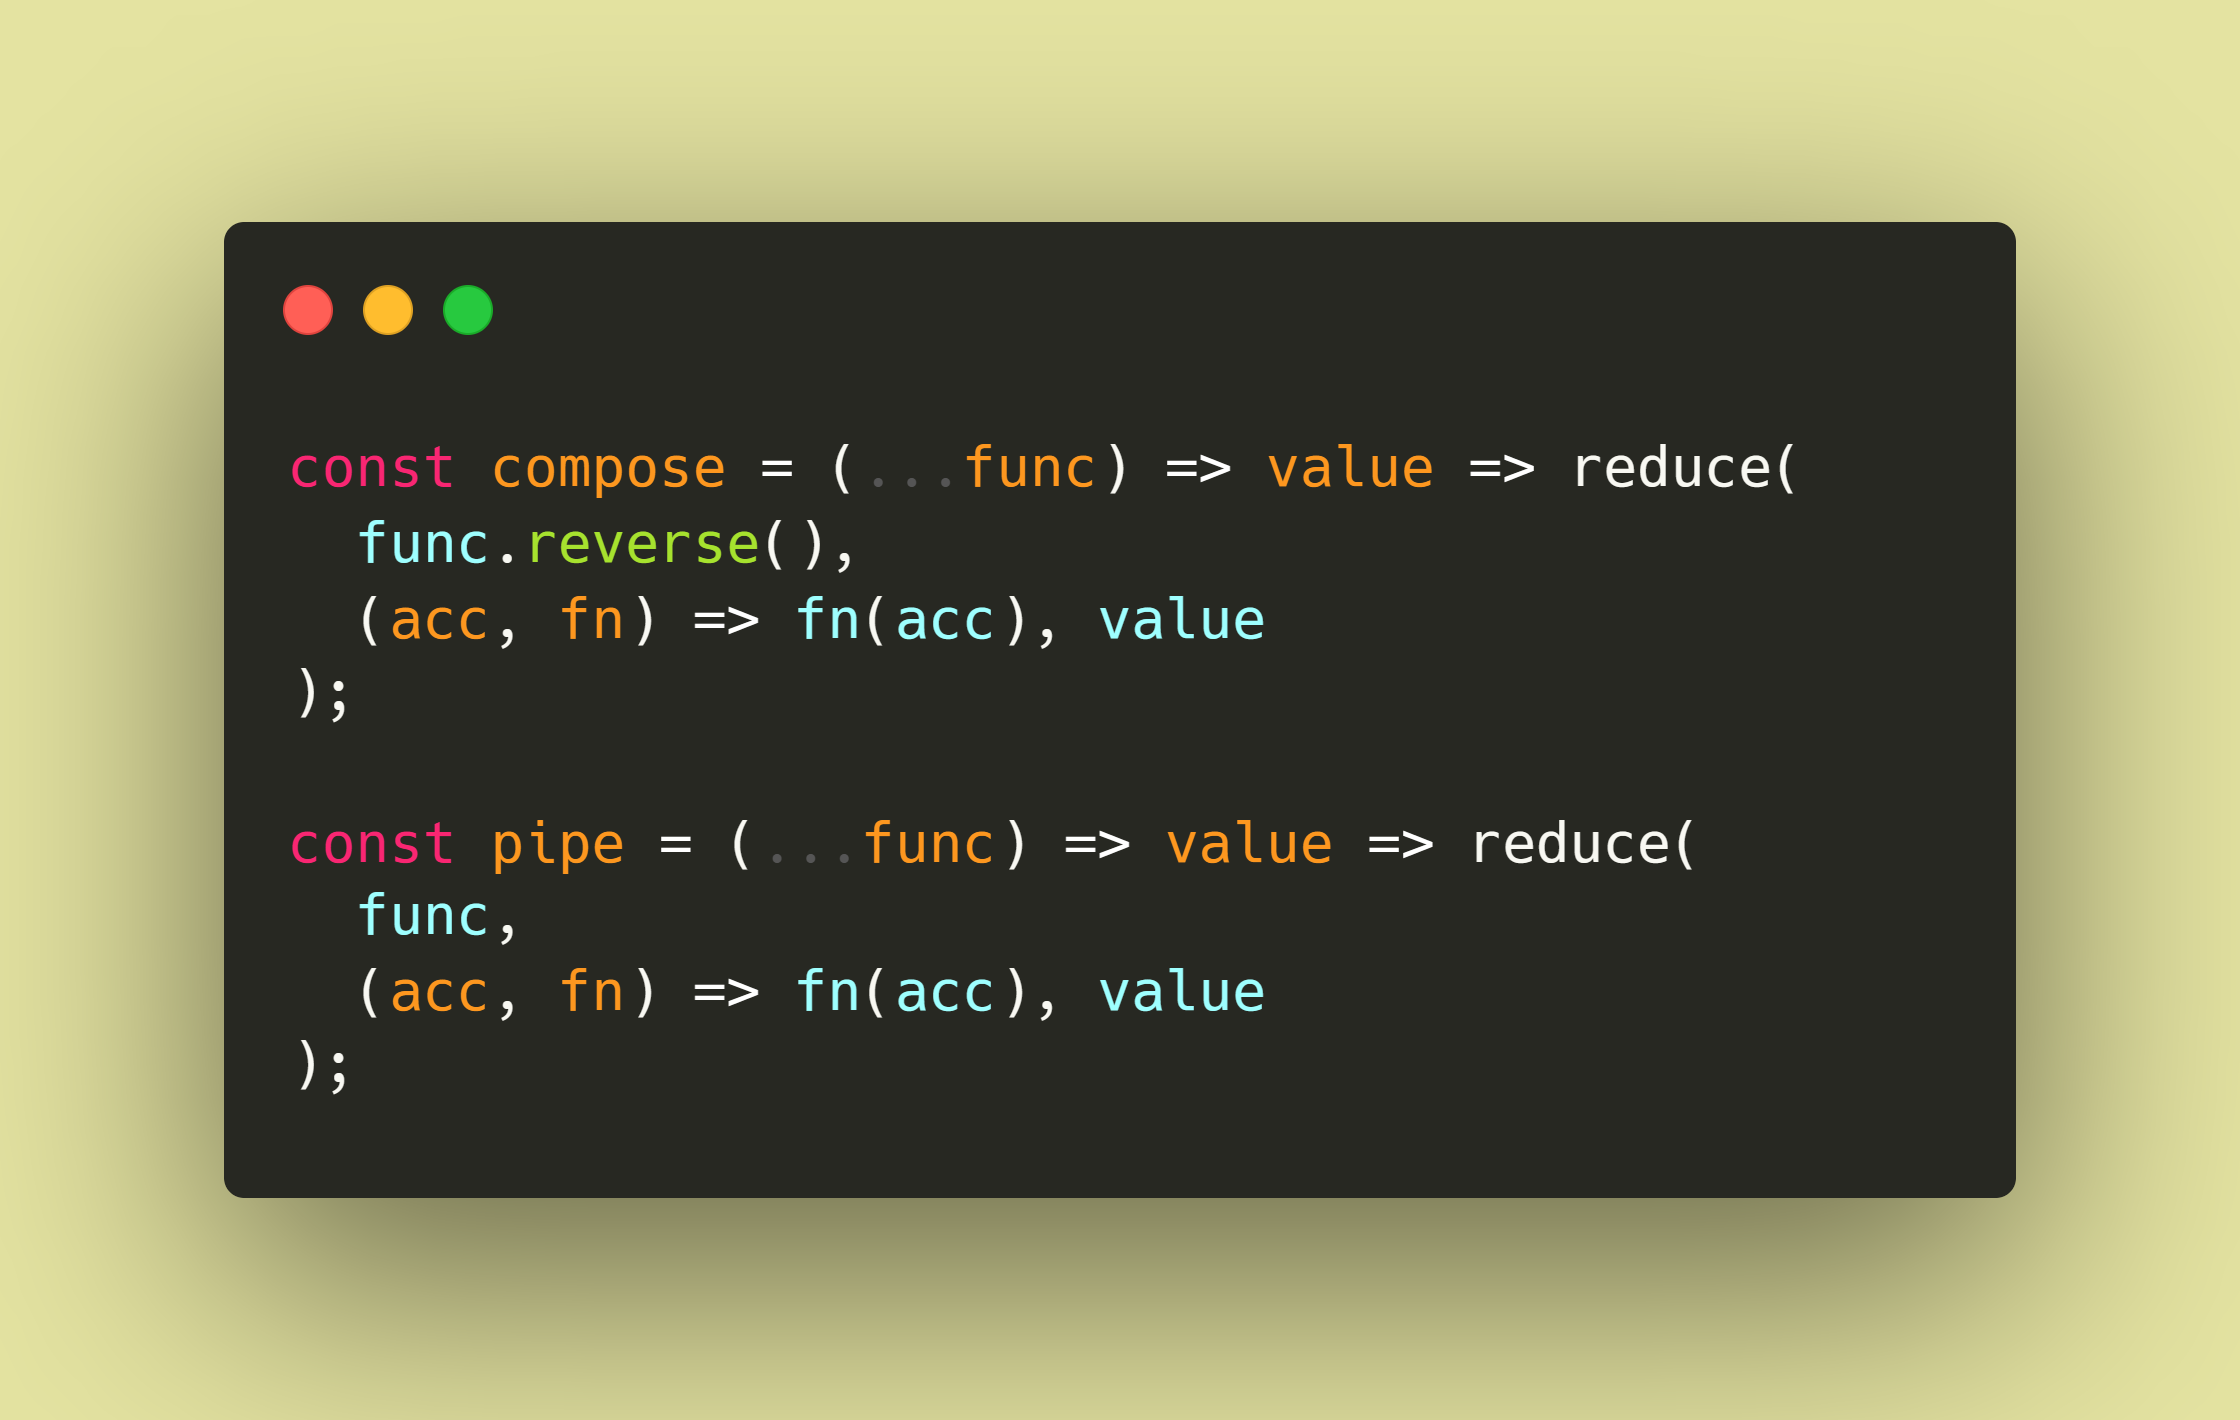 const compose = (...func) => value => reduce(
  func.reverse(),
  (acc, fn) => fn(acc), value
);

const pipe = (...func) => value => reduce(
  func,
  (acc, fn) => fn(acc), value
);